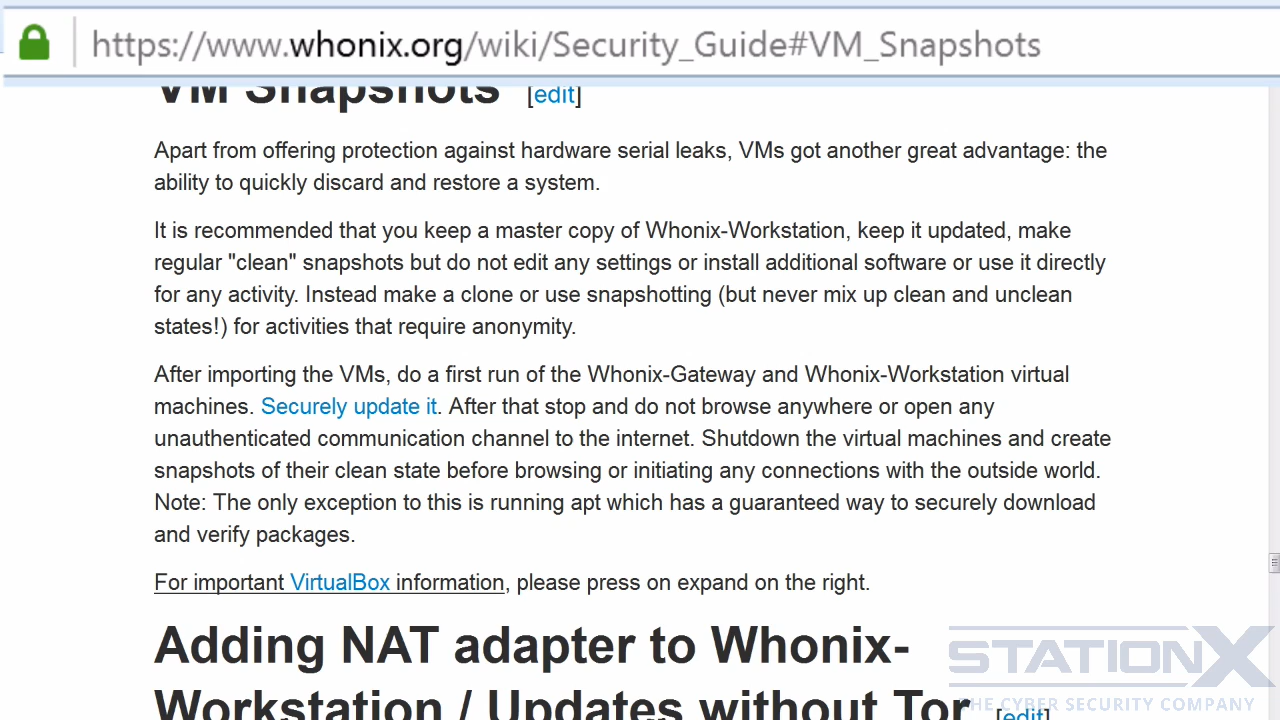 https://www.whonix.org/wiki/Security_Guide#VM_Snapshots
VM Snapshots [edit]
Apart from offering protection against hardware serial leaks, VMs got another great advantage: the
ability to quickly discard and restore a system.
It is recommended that you keep a master copy of Whonix-Workstation, keep it updated, make
regular "clean" snapshots but do not edit any settings or install additional software or use it directly
for any activity. Instead make a clone or use snapshotting (but never mix up clean and unclean
states!) for activities that require anonymity.
After importing the VMs, do a first run of the Whonix-Gateway and Whonix-Workstation virtual
machines. Securely update it. After that stop and do not browse anywhere or open any
unauthenticated communication channel to the internet. Shutdown the virtual machines and create
snapshots of their clean state before browsing or initiating any connections with the outside world.
Note: The only exception to this is running apt which has a guaranteed way to securely download
and verify packages.
For important VirtualBox information, please press on expand on the right.
Adding NAT adapter to Whonix-
Workstation / Updates without Tor [edit]
STATIONX
THE CYBER SECURITY COMPANY